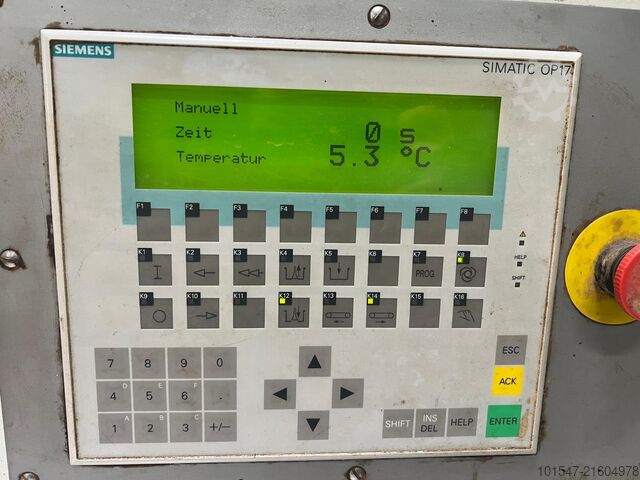 SIEMENS
SIMATIC OP17
Manuell
Zeit 0 s
Temperatur 5.3 °C
F1 F2 F3 F4 F5 F6 F7 F8
K1 K2 K3 K4 K5 K6 K7 K8
PROG.
HELP
SHIFT
K9 K10 K11 K12 K13 K14 K15 K16
7 8 9 0
ESC
D E F
4 5 6 .
ACK
A B C
1 2 3 +/-
SHIFT INS DEL HELP ENTER
101547-21604978